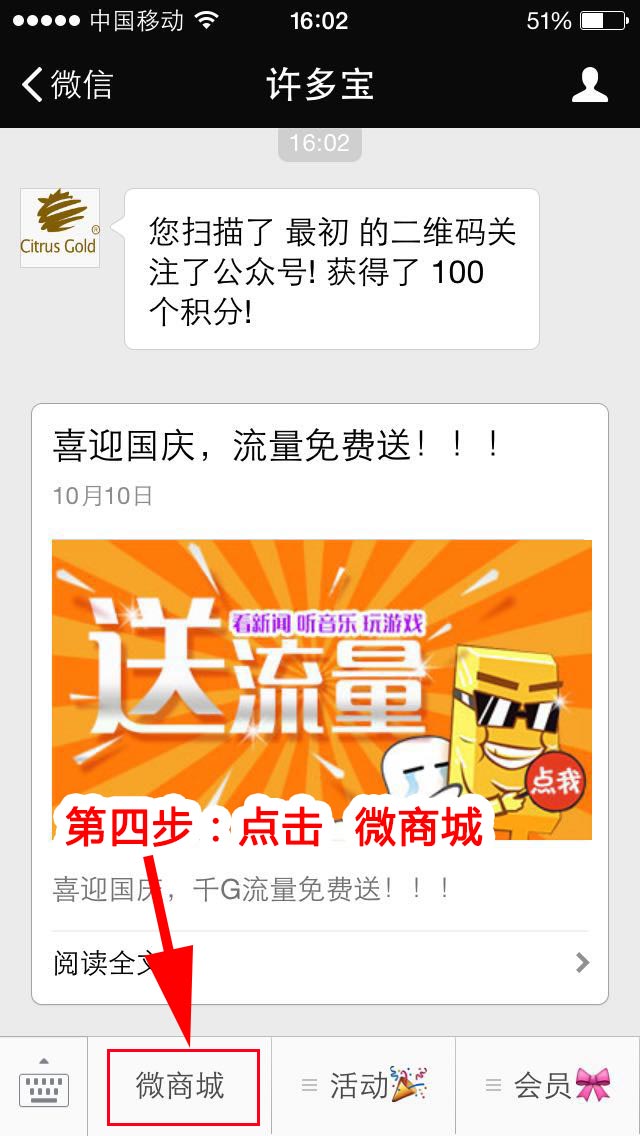 中国移动 16:02 51%
微信 许多宝
16:02
Citrus Gold®
您扫描了 最初 的二维码关
注了公众号! 获得了 100
个积分!
喜迎国庆，流量免费送！！！
10月10日
看新闻 听音乐 玩游戏
送流量
点我
第四步：点击 微商城
喜迎国庆，千G流量免费送！！！
阅读全文
微商城 活动 会员